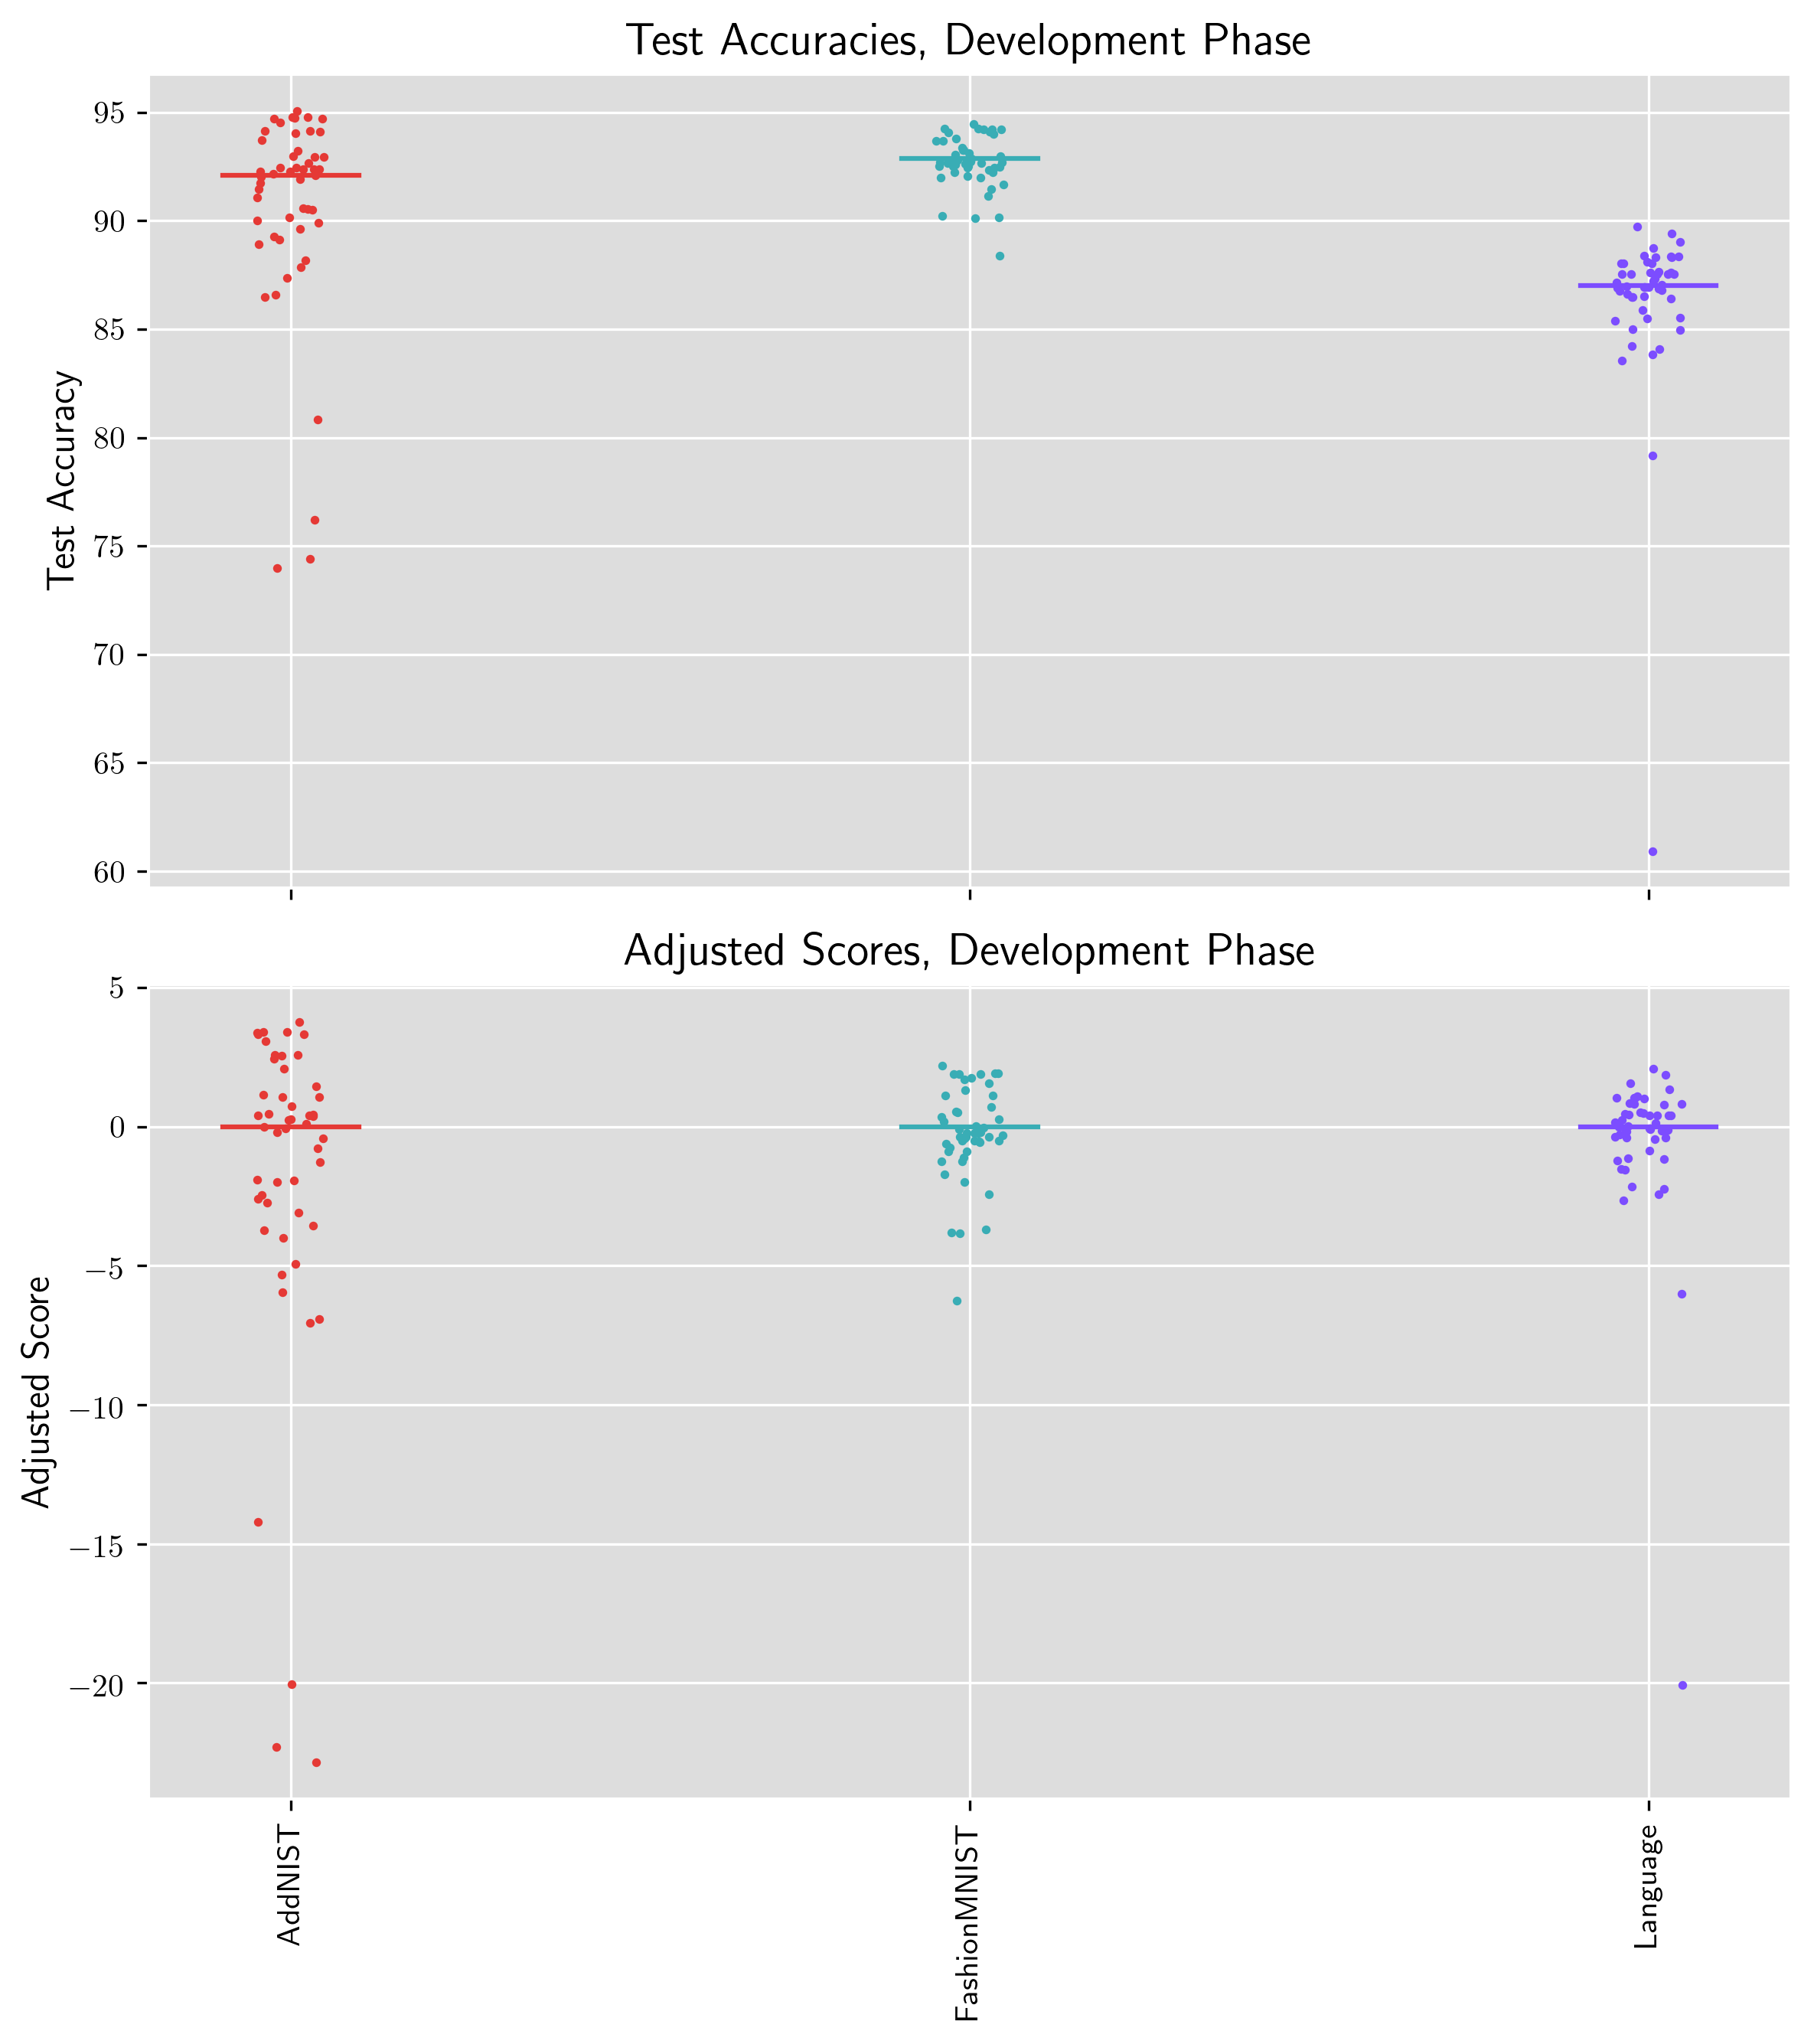 Test Accuracies, Development Phase
95
90
85
80
75
70
65
60
Test Accuracy
Adjusted Scores, Development Phase
5
0
−5
−10
−15
−20
Adjusted Score
AddNIST
FashionMNIST
Language